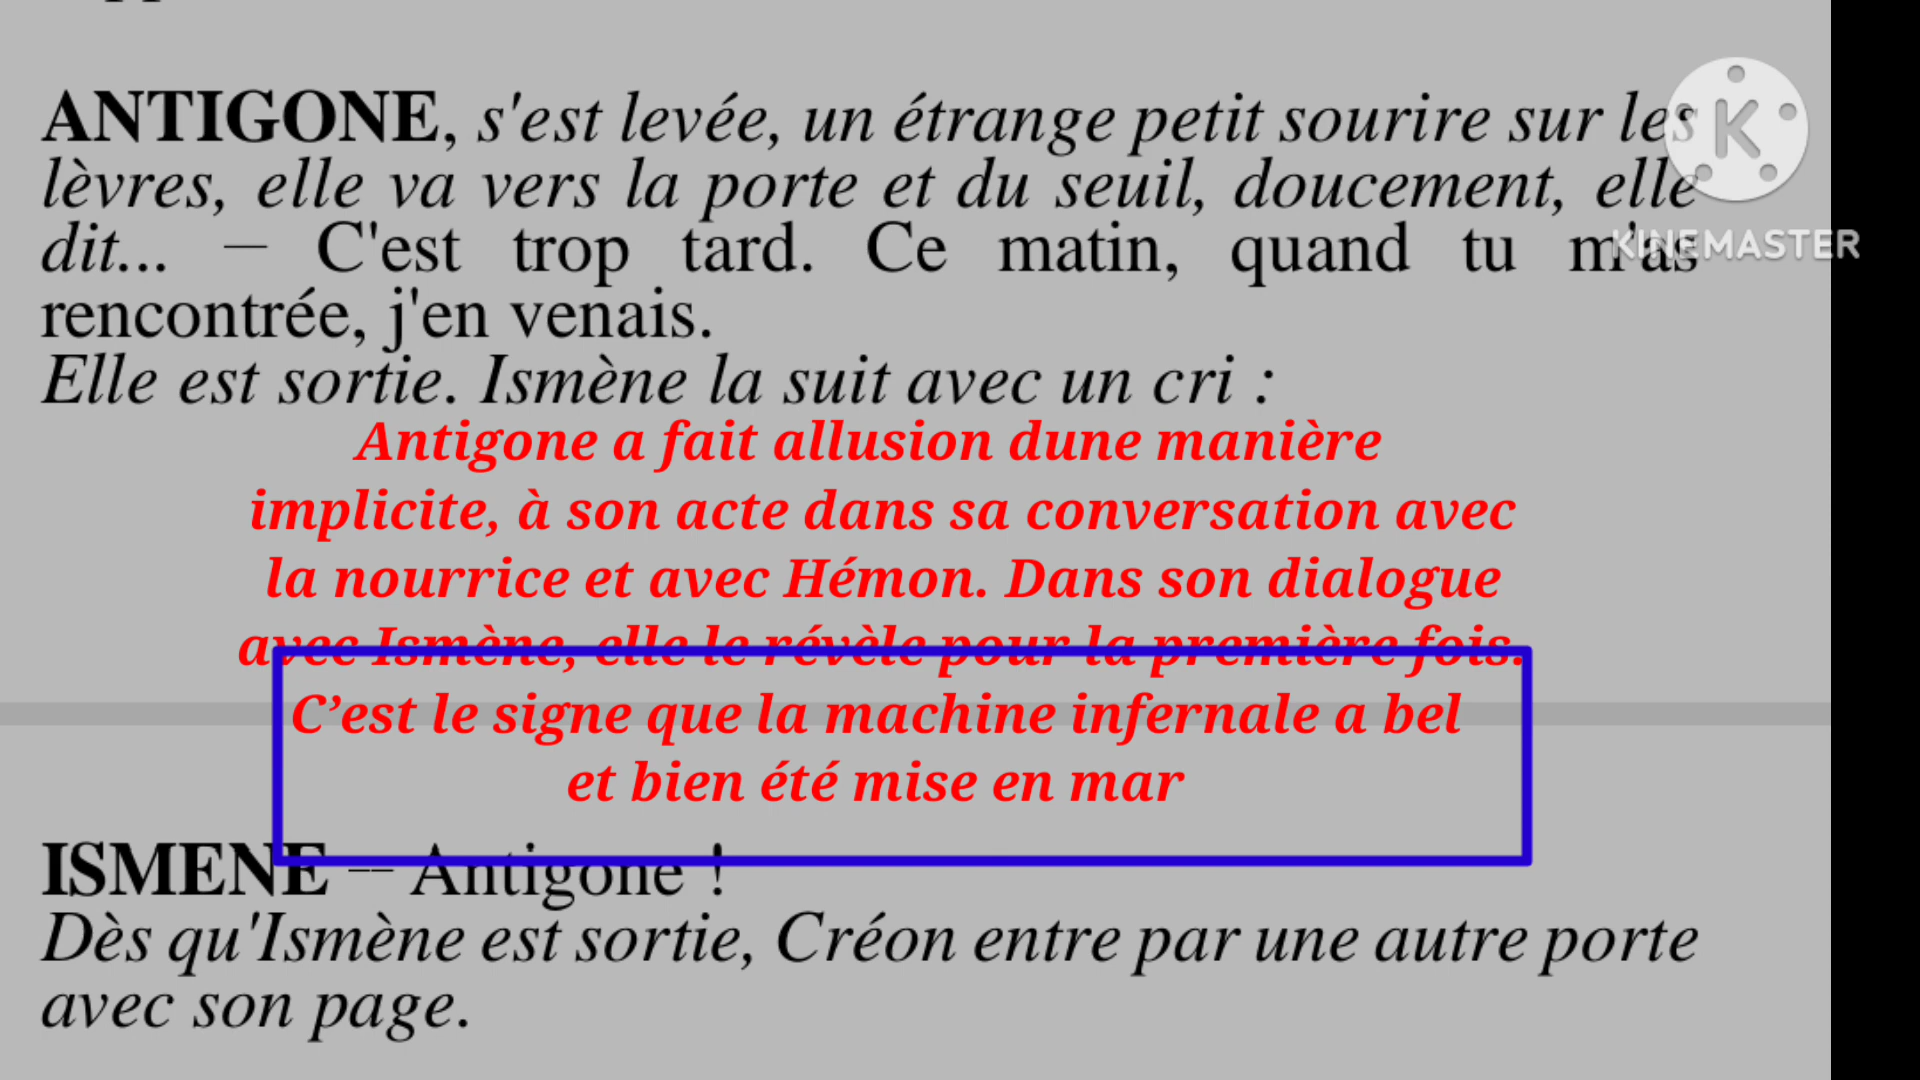 ANTIGONE, s'est levée, un étrange petit sourire sur les
lèvres, elle va vers la porte et du seuil, doucement, elle
dit... — C'est trop tard. Ce matin, quand tu m'as
KINEMASTER
rencontrée, j'en venais.
Elle est sortie. Ismène la suit avec un cri :
Antigone a fait allusion dune manière
implicite, à son acte dans sa conversation avec
la nourrice et avec Hémon. Dans son dialogue
avec Ismène, elle le révèle pour la première fois.
C’est le signe que la machine infernale a bel
et bien été mise en mar
ISMENE -- Antigone !
Dès qu'Ismène est sortie, Créon entre par une autre porte
avec son page.